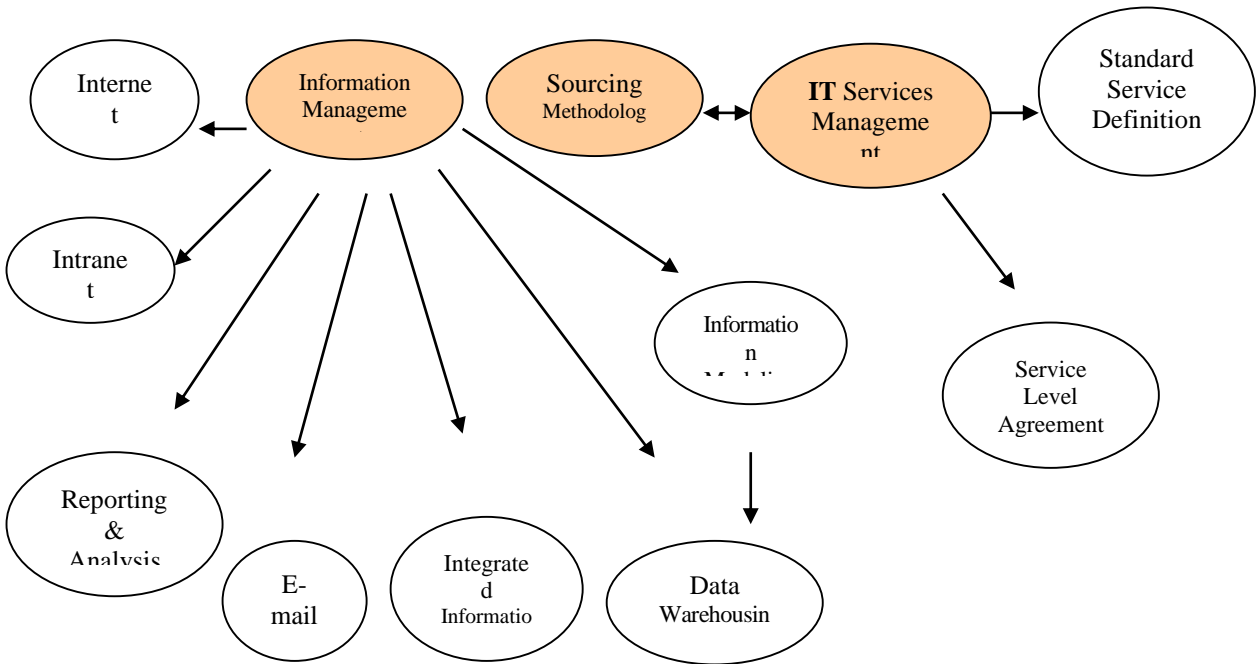 Interne
t
Information
Manageme
Sourcing
Methodolog
IT Services
Manageme
nt
Standard
Service
Definition
Intrane
t
Informatio
n
Service
Level
Agreement
Reporting
&
Analysis
E-
mail
Integrate
d
Informatio
Data
Warehousin